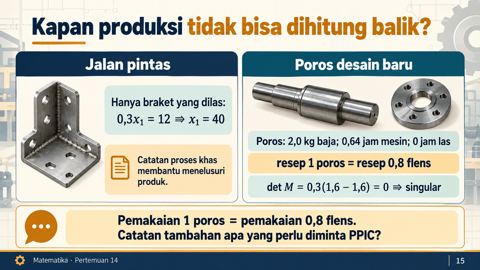 Kapan produksi tidak bisa dihitung balik?
Jalan pintas
Hanya braket yang dilas:
0,3x₁ = 12 ⇒ x₁ = 40
Catatan proses khas
membantu menelusuri
produk.
Poros desain baru
Poros: 2,0 kg baja; 0,64 jam mesin; 0 jam las
resep 1 poros = resep 0,8 flens
det M = 0,3(1,6 – 1,6) = 0 ⇒ singular
Pemakaian 1 poros = pemakaian 0,8 flens.
Catatan tambahan apa yang perlu diminta PPIC?
Matematika · Pertemuan 14
15